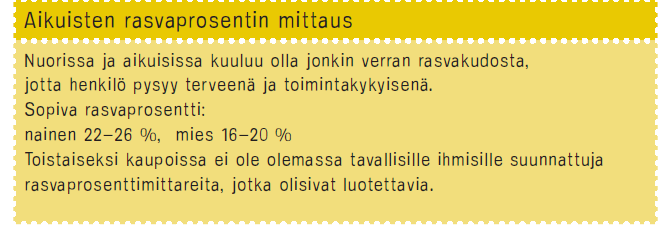 Aikuisten rasvaprosentin mittaus
Nuorissa ja aikuisissa kuuluu olla jonkin verran rasvakudosta,
jotta henkilö pysyy terveenä ja toimintakykyisenä.
Sopiva rasvaprosentti:
nainen 22–26 %, mies 16–20 %
Toistaiseksi kaupoissa ei ole olemassa tavallisille ihmisille suunnattuja
rasvaprosenttimittareita, jotka olisivat luotettavia.